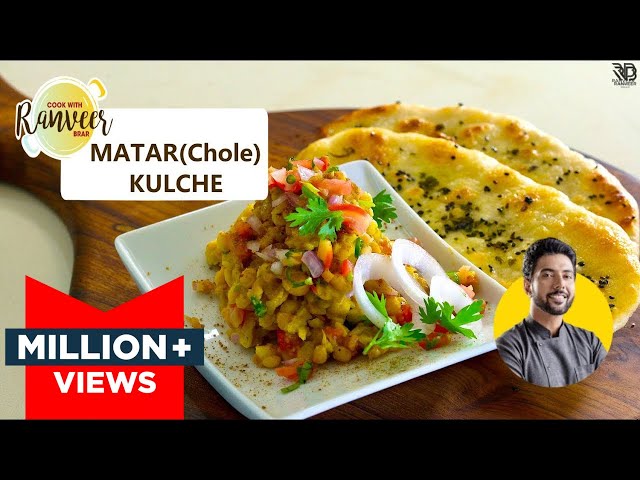 COOK WITH
Ranveer
BRAR
MATAR(Chole)
KULCHE
MILLION+
VIEWS